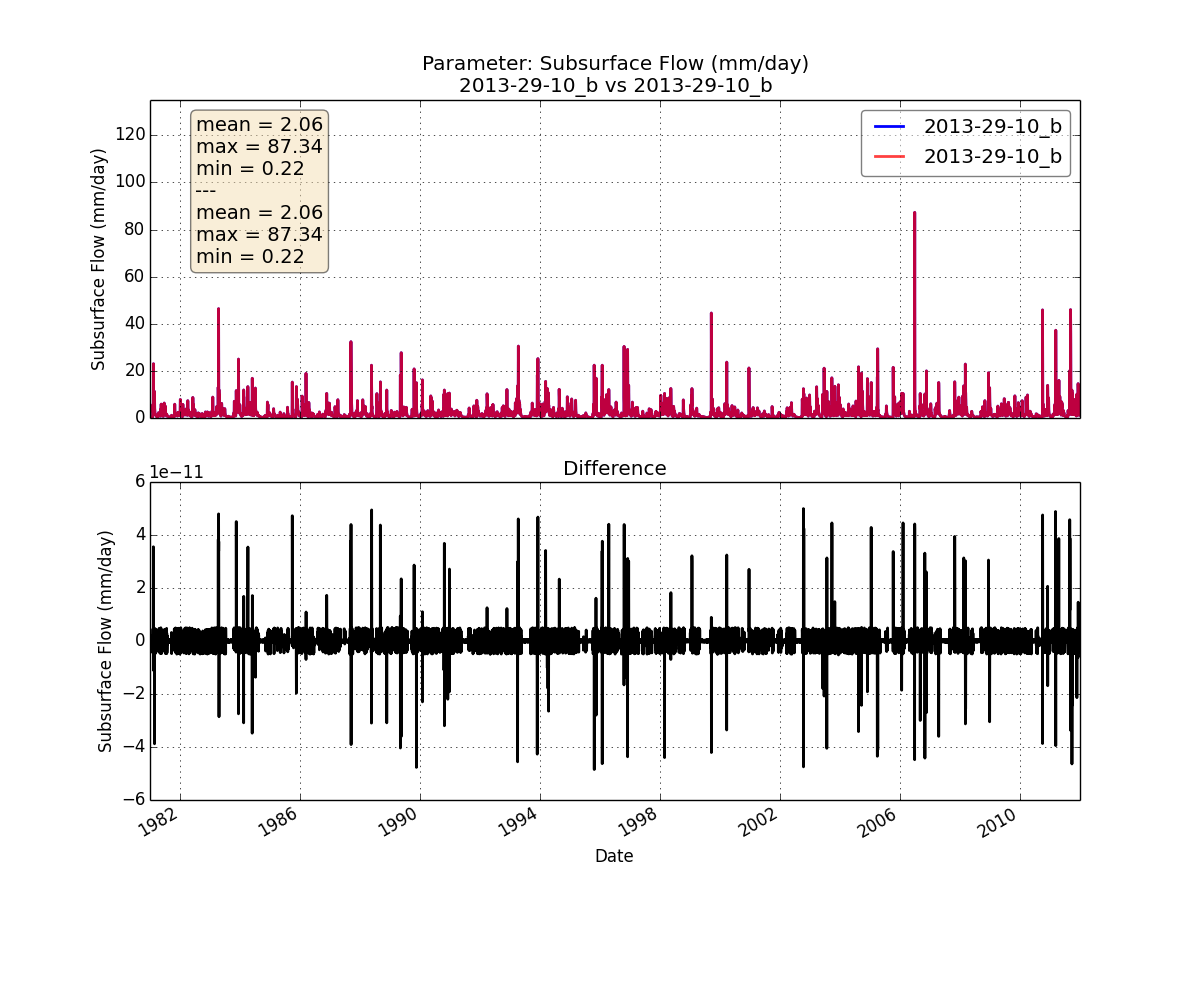 Parameter: Subsurface Flow (mm/day)
2013-29-10_b vs 2013-29-10_b
Subsurface Flow (mm/day)
120
100
80
60
40
20
0
mean = 2.06
max = 87.34
min = 0.22
---
mean = 2.06
max = 87.34
min = 0.22
2013-29-10_b
2013-29-10_b
Difference
1e−11
Subsurface Flow (mm/day)
6
4
2
0
−2
−4
−6
1982
1986
1990
1994
1998
2002
2006
2010
Date